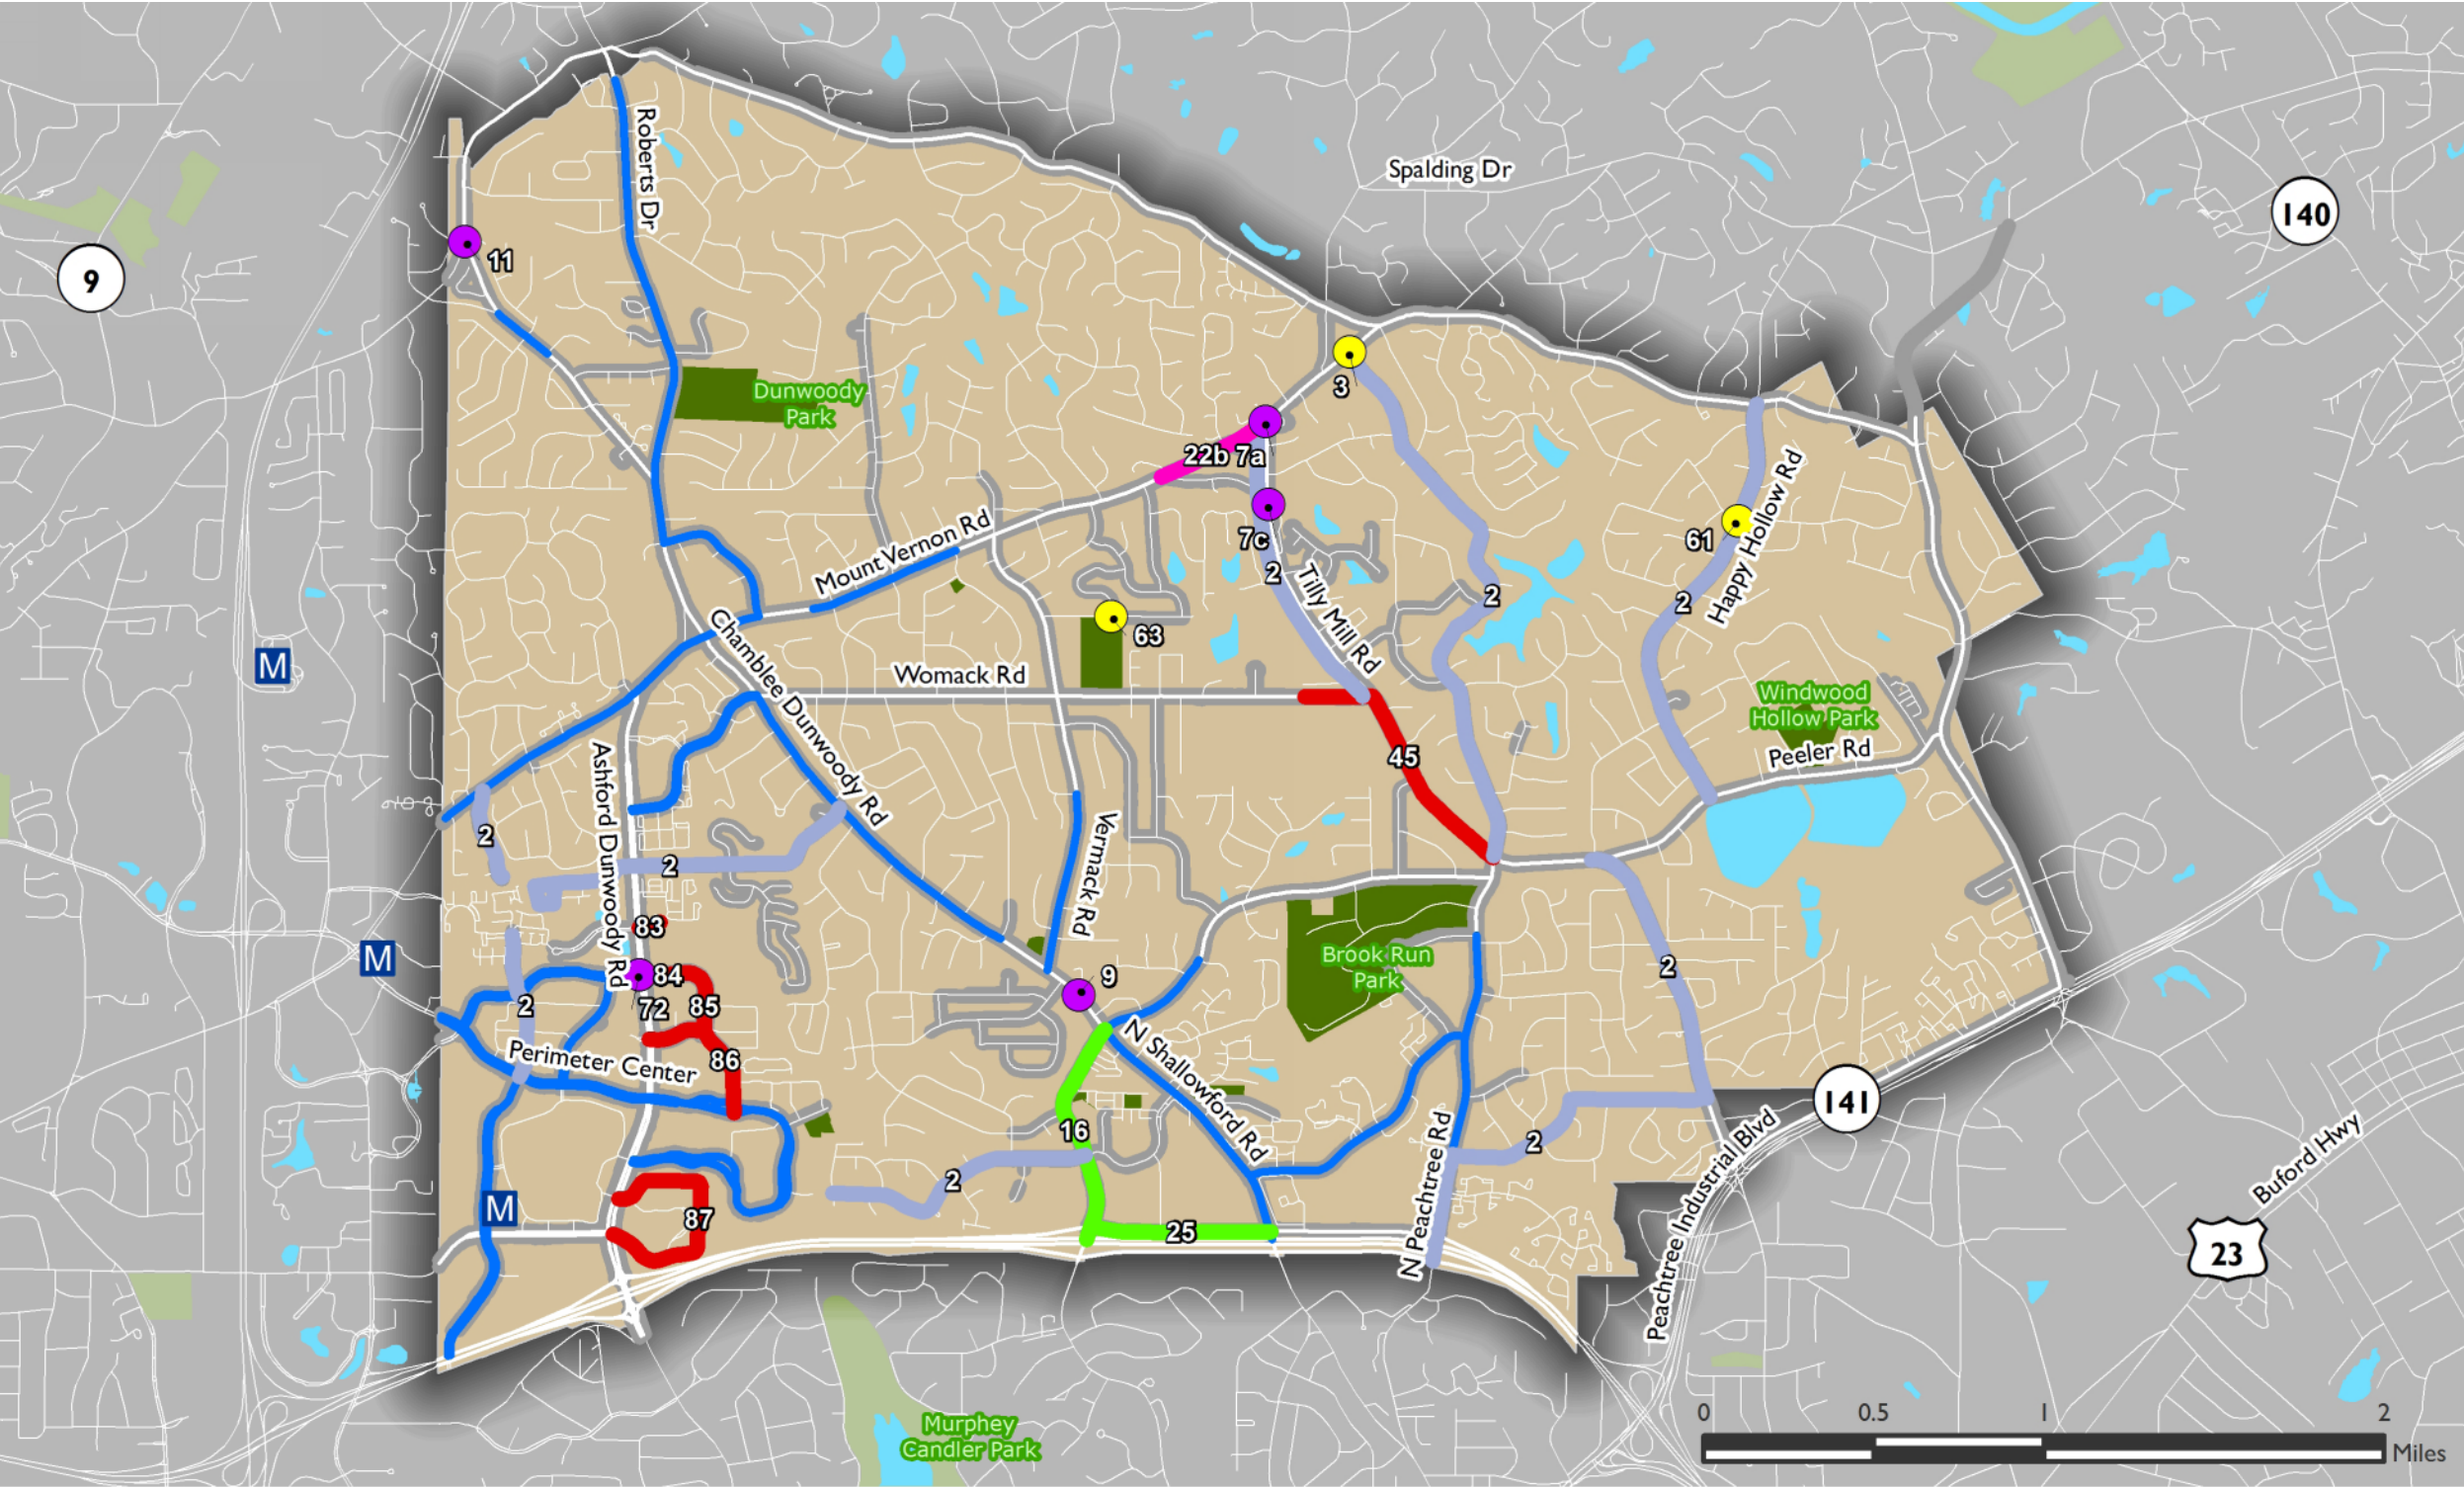 Roberts Dr
Spalding Dr
140
11
9
Dunwoody
Park
3
22b
7a
7c
2
Mount Vernon Rd
Tilly Mill Rd
2
61
2
Happy Hollow Rd
Chamblee Dunwoody Rd
63
Womack Rd
M
Windwood
Hollow Park
Peeler Rd
45
Ashford Dunwoody Rd
2
2
Vermack Rd
83
M
84
72
85
9
Brook Run
Park
2
2
Perimeter Center
86
N Shallowford Rd
16
141
2
2
N Peachtree Rd
Peachtree Industrial Blvd
Buford Hwy
M
87
25
23
Murphey
Candler Park
0
0.5
1
2
Miles